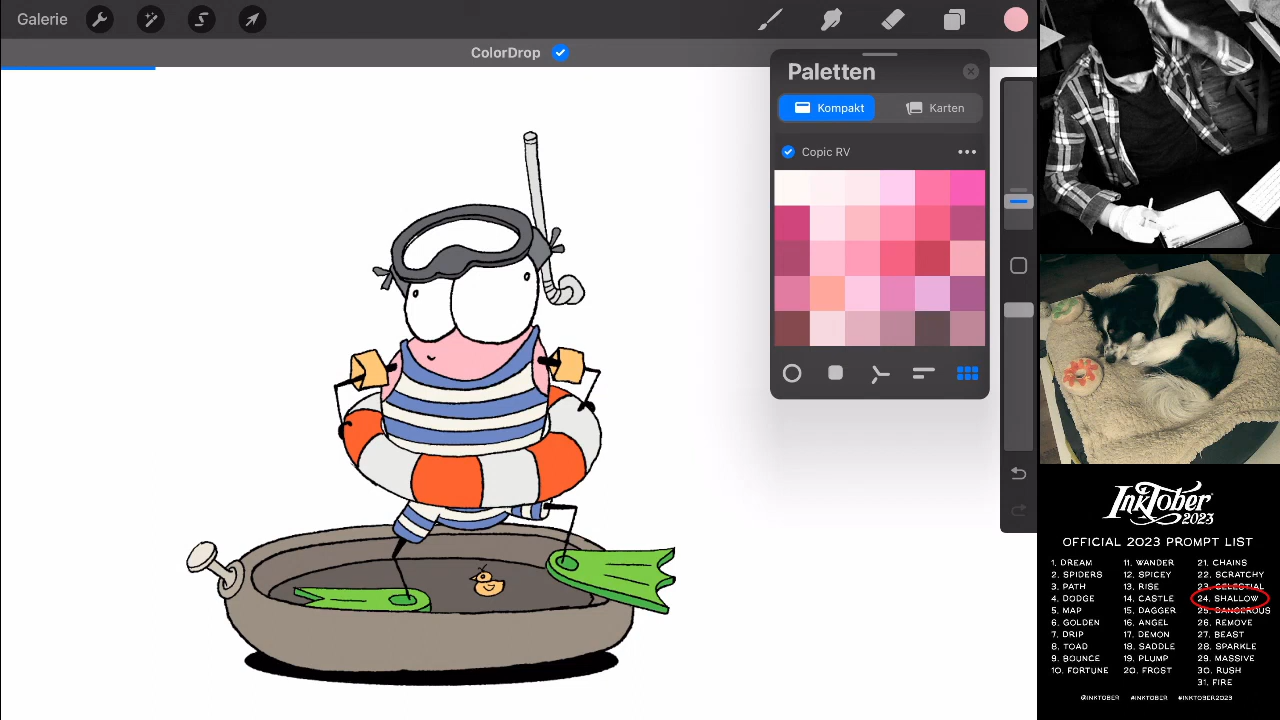 Galerie
ColorDrop
Paletten
Kompakt
Karten
Copic RV
INKTOBER
2023
OFFICIAL 2023 PROMPT LIST
1. DREAM
2. SPIDERS
3. PATH
4. DODGE
5. MAP
6. GOLDEN
7. DRIP
8. TOAD
9. BOUNCE
10. FORTUNE
11. WANDER
12. SPICEY
13. RISE
14. CASTLE
15. DAGGER
16. ANGEL
17. DEMON
18. SADDLE
19. PLUMP
20. FROST
21. CHAINS
22. SCRATCHY
23. CELESTIAL
24. SHALLOW
25. DANGEROUS
26. REMOVE
27. BEAST
28. SPARKLE
29. MASSIVE
30. RUSH
31. FIRE
@INKTOBER #INKTOBER #INKTOBER2023